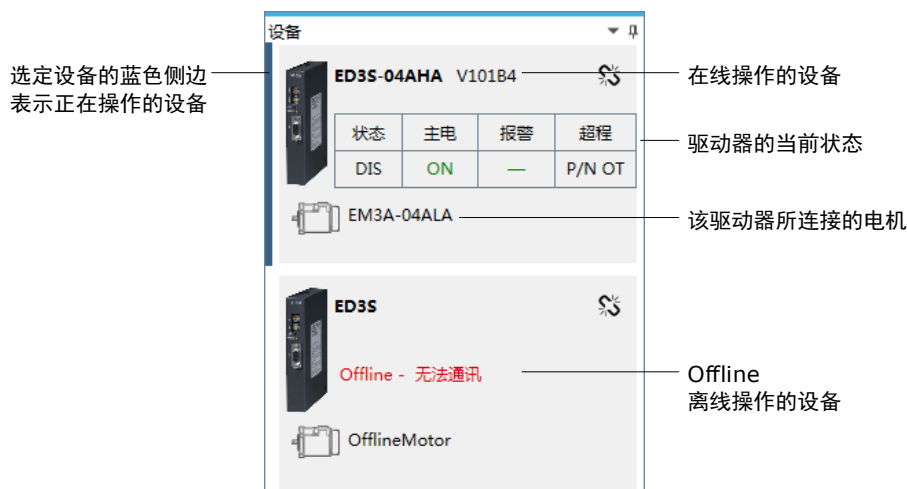 设备
选定设备的蓝色侧边
表示正在操作的设备
ED3S-04AHA V101B4
在线操作的设备
状态 主电 报警 超程
DIS ON — P/N OT
驱动器的当前状态
EM3A-04ALA
该驱动器所连接的电机
ED3S
Offline - 无法通讯
Offline
离线操作的设备
OfflineMotor